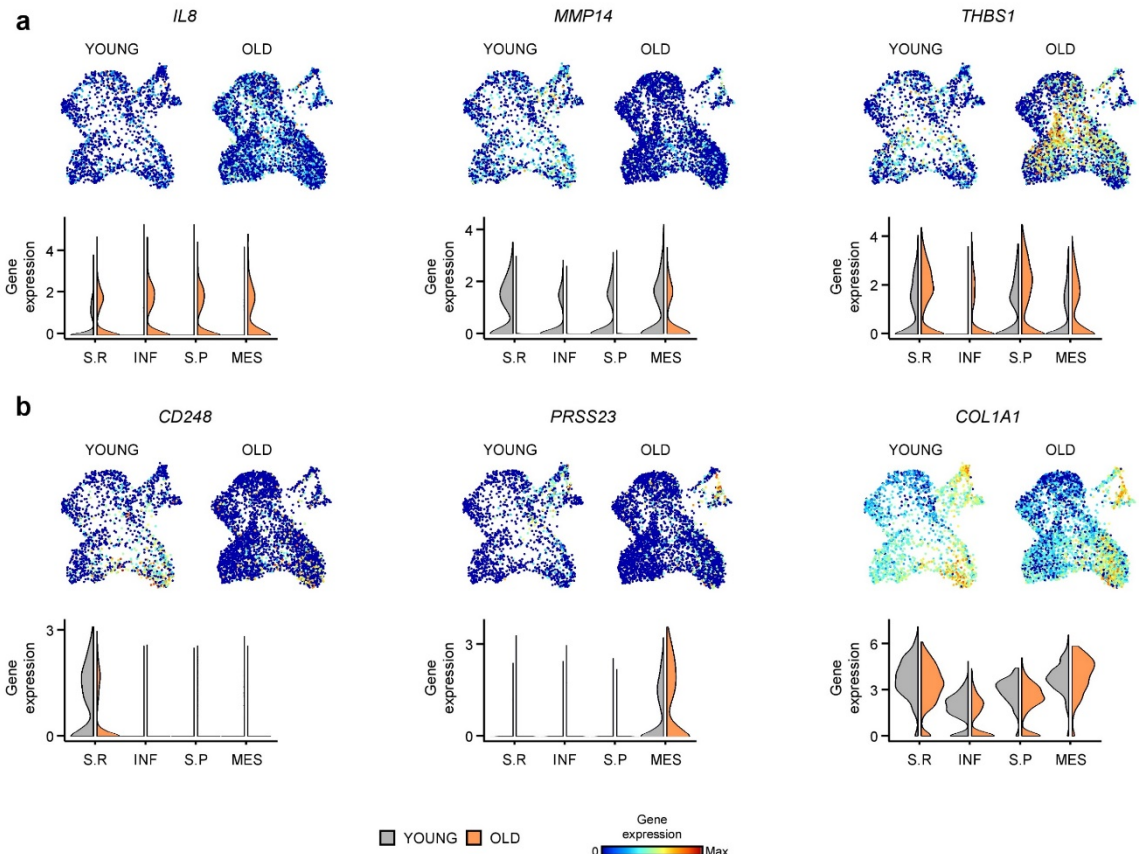 a
IL8
MMP14
THBS1
YOUNG OLD
YOUNG OLD
YOUNG OLD
Gene expression
4
2
0
S.R INF S.P MES
Gene expression
4
2
0
S.R INF S.P MES
Gene expression
4
2
0
S.R INF S.P MES
b
CD248
PRSS23
COL1A1
YOUNG OLD
YOUNG OLD
YOUNG OLD
Gene expression
3
0
S.R INF S.P MES
Gene expression
3
0
S.R INF S.P MES
Gene expression
6
3
0
S.R INF S.P MES
YOUNG OLD
Gene
expression
0 Max